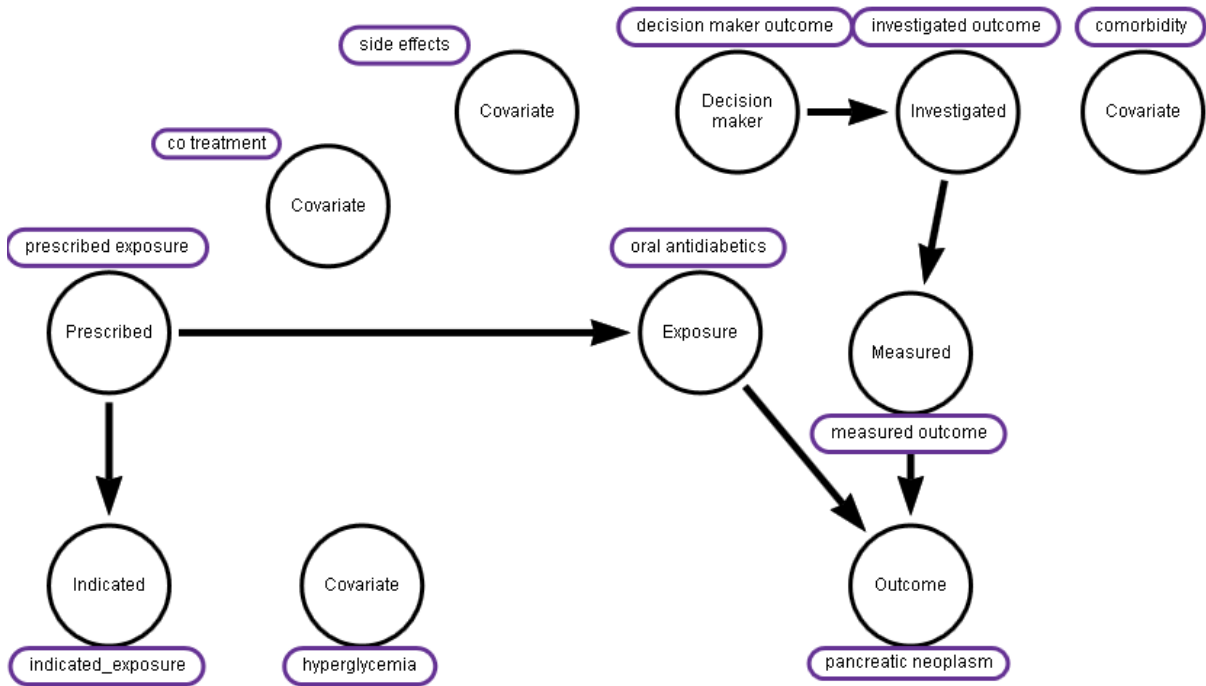 decision maker outcome
investigated outcome
comorbidity
side effects
Covariate
Decision
maker
Investigated
Covariate
co treatment
Covariate
prescribed exposure
oral antidiabetics
Prescribed
Exposure
Measured
measured outcome
Indicated
Covariate
Outcome
indicated_exposure
hyperglycemia
pancreatic neoplasm